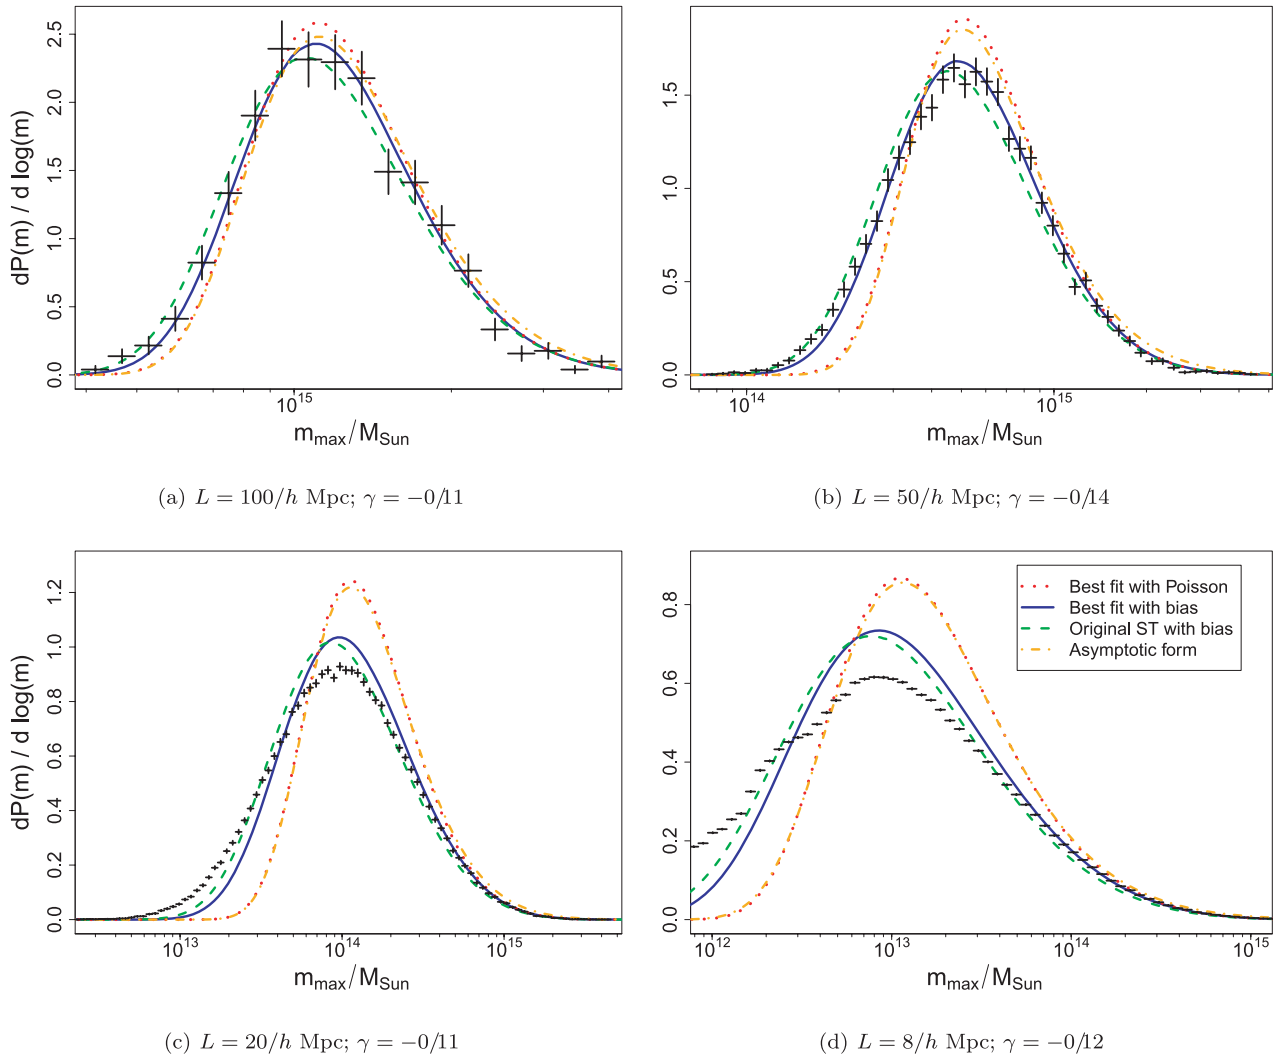 dP(m) / d log(m)
0.0 0.5 1.0 1.5 2.0 2.5
10^15
m_max/M_Sun
(a) L = 100/h Mpc; γ = −0/11
0.0 0.5 1.0 1.5
10^14 10^15
m_max/M_Sun
(b) L = 50/h Mpc; γ = −0/14
dP(m) / d log(m)
0.0 0.2 0.4 0.6 0.8 1.0 1.2
10^13 10^14 10^15
m_max/M_Sun
(c) L = 20/h Mpc; γ = −0/11
0.0 0.2 0.4 0.6 0.8
Best fit with Poisson
Best fit with bias
Original ST with bias
Asymptotic form
10^12 10^13 10^14 10^15
m_max/M_Sun
(d) L = 8/h Mpc; γ = −0/12